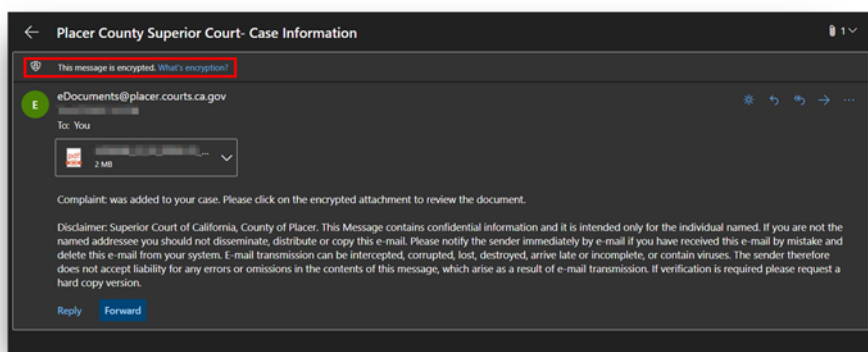 Placer County Superior Court- Case Information
1
This message is encrypted. What's encryption?
E
eDocuments@placer.courts.ca.gov
To: You
PDF
2 MB
Complaint: was added to your case. Please click on the encrypted attachment to review the document.
Disclaimer: Superior Court of California, County of Placer. This Message contains confidential information and it is intended only for the individual named. If you are not the
named addressee you should not disseminate, distribute or copy this e-mail. Please notify the sender immediately by e-mail if you have received this e-mail by mistake and
delete this e-mail from your system. E-mail transmission can be intercepted, corrupted, lost, destroyed, arrive late or incomplete, or contain viruses. The sender therefore
does not accept liability for any errors or omissions in the contents of this message, which arise as a result of e-mail transmission. If verification is required please request a
hard copy version.
Reply Forward